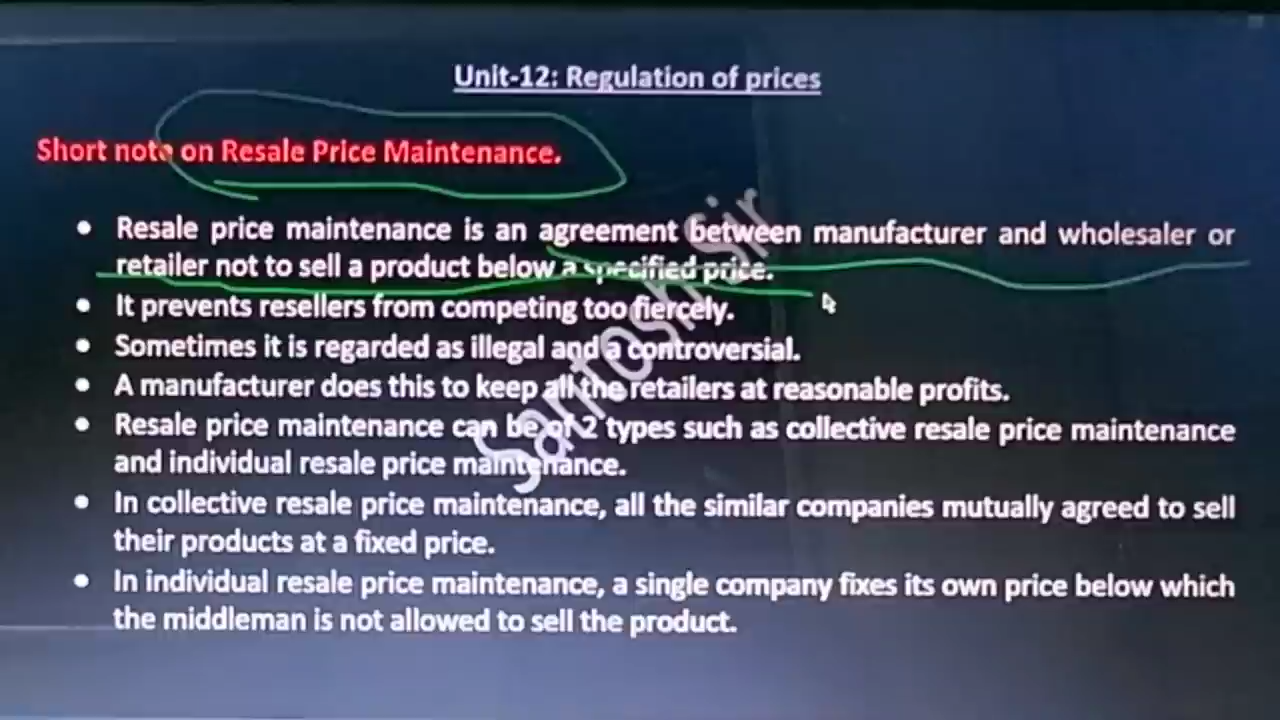 Unit-12: Regulation of prices
Short note on Resale Price Maintenance.
• Resale price maintenance is an agreement between manufacturer and wholesaler or
retailer not to sell a product below a specified price.
• It prevents resellers from competing too fiercely.
• Sometimes it is regarded as illegal and a controversial.
• A manufacturer does this to keep all the retailers at reasonable profits.
• Resale price maintenance can be of 2 types such as collective resale price maintenance
and individual resale price maintenance.
• In collective resale price maintenance, all the similar companies mutually agreed to sell
their products at a fixed price.
• In individual resale price maintenance, a single company fixes its own price below which
the middleman is not allowed to sell the product.
Santosh Sir